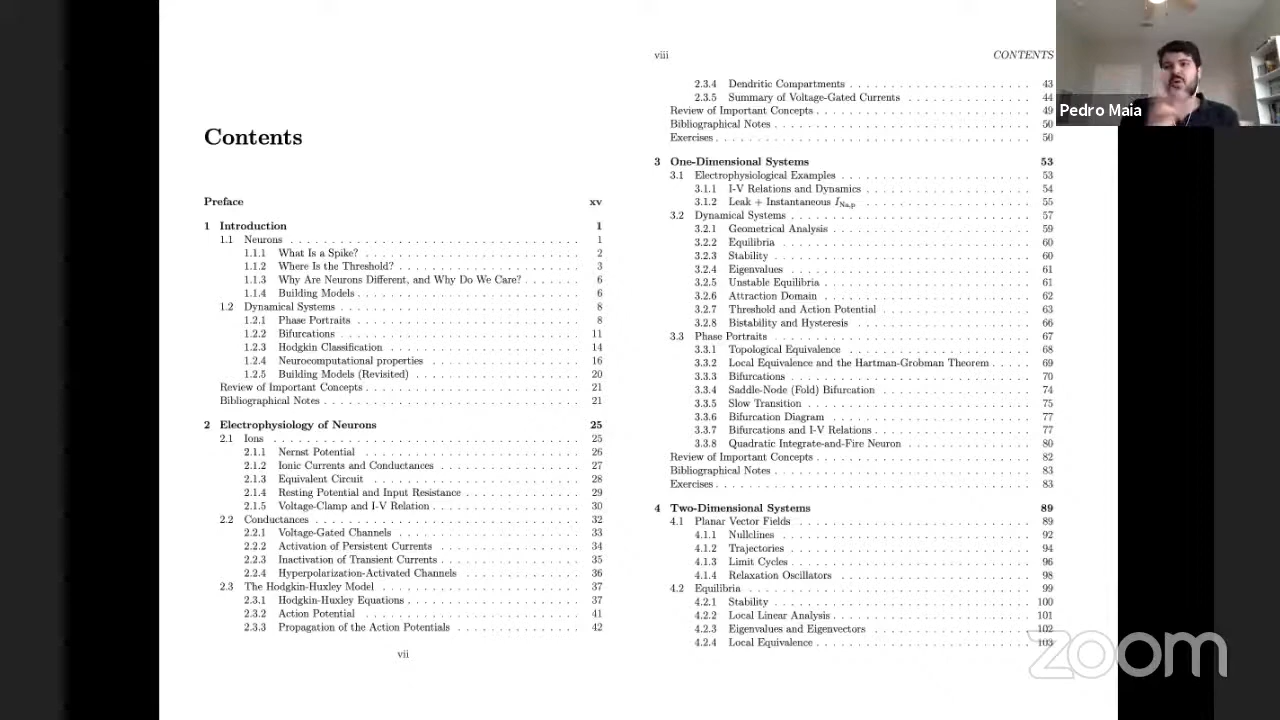 Contents
Preface xv
1 Introduction 1
1.1 Neurons 1
1.1.1 What Is a Spike? 2
1.1.2 Where Is the Threshold? 3
1.1.3 Why Are Neurons Different, and Why Do We Care? 6
1.1.4 Building Models 6
1.2 Dynamical Systems 8
1.2.1 Phase Portraits 8
1.2.2 Bifurcations 11
1.2.3 Hodgkin Classification 14
1.2.4 Neurocomputational properties 16
1.2.5 Building Models (Revisited) 20
Review of Important Concepts 21
Bibliographical Notes 21
2 Electrophysiology of Neurons 25
2.1 Ions 25
2.1.1 Nernst Potential 26
2.1.2 Ionic Currents and Conductances 27
2.1.3 Equivalent Circuit 28
2.1.4 Resting Potential and Input Resistance 29
2.1.5 Voltage-Clamp and I-V Relation 30
2.2 Conductances 32
2.2.1 Voltage-Gated Channels 33
2.2.2 Activation of Persistent Currents 34
2.2.3 Inactivation of Transient Currents 35
2.2.4 Hyperpolarization-Activated Channels 36
2.3 The Hodgkin-Huxley Model 37
2.3.1 Hodgkin-Huxley Equations 37
2.3.2 Action Potential 41
2.3.3 Propagation of the Action Potentials 42
vii
viii CONTENTS
2.3.4 Dendritic Compartments 43
2.3.5 Summary of Voltage-Gated Currents 44
Review of Important Concepts 49
Bibliographical Notes 50
Exercises 50
3 One-Dimensional Systems 53
3.1 Electrophysiological Examples 53
3.1.1 I-V Relations and Dynamics 54
3.1.2 Leak + Instantaneous INa,p 55
3.2 Dynamical Systems 57
3.2.1 Geometrical Analysis 59
3.2.2 Equilibria 60
3.2.3 Stability 60
3.2.4 Eigenvalues 61
3.2.5 Unstable Equilibria 61
3.2.6 Attraction Domain 62
3.2.7 Threshold and Action Potential 63
3.2.8 Bistability and Hysteresis 66
3.3 Phase Portraits 67
3.3.1 Topological Equivalence 68
3.3.2 Local Equivalence and the Hartman-Grobman Theorem 69
3.3.3 Bifurcations 70
3.3.4 Saddle-Node (Fold) Bifurcation 74
3.3.5 Slow Transition 75
3.3.6 Bifurcation Diagram 77
3.3.7 Bifurcations and I-V Relations 77
3.3.8 Quadratic Integrate-and-Fire Neuron 80
Review of Important Concepts 82
Bibliographical Notes 83
Exercises 83
4 Two-Dimensional Systems 89
4.1 Planar Vector Fields 89
4.1.1 Nullclines 92
4.1.2 Trajectories 94
4.1.3 Limit Cycles 96
4.1.4 Relaxation Oscillators 98
4.2 Equilibria 99
4.2.1 Stability 100
4.2.2 Local Linear Analysis 101
4.2.3 Eigenvalues and Eigenvectors 102
4.2.4 Local Equivalence 103
Pedro Maia
zoom